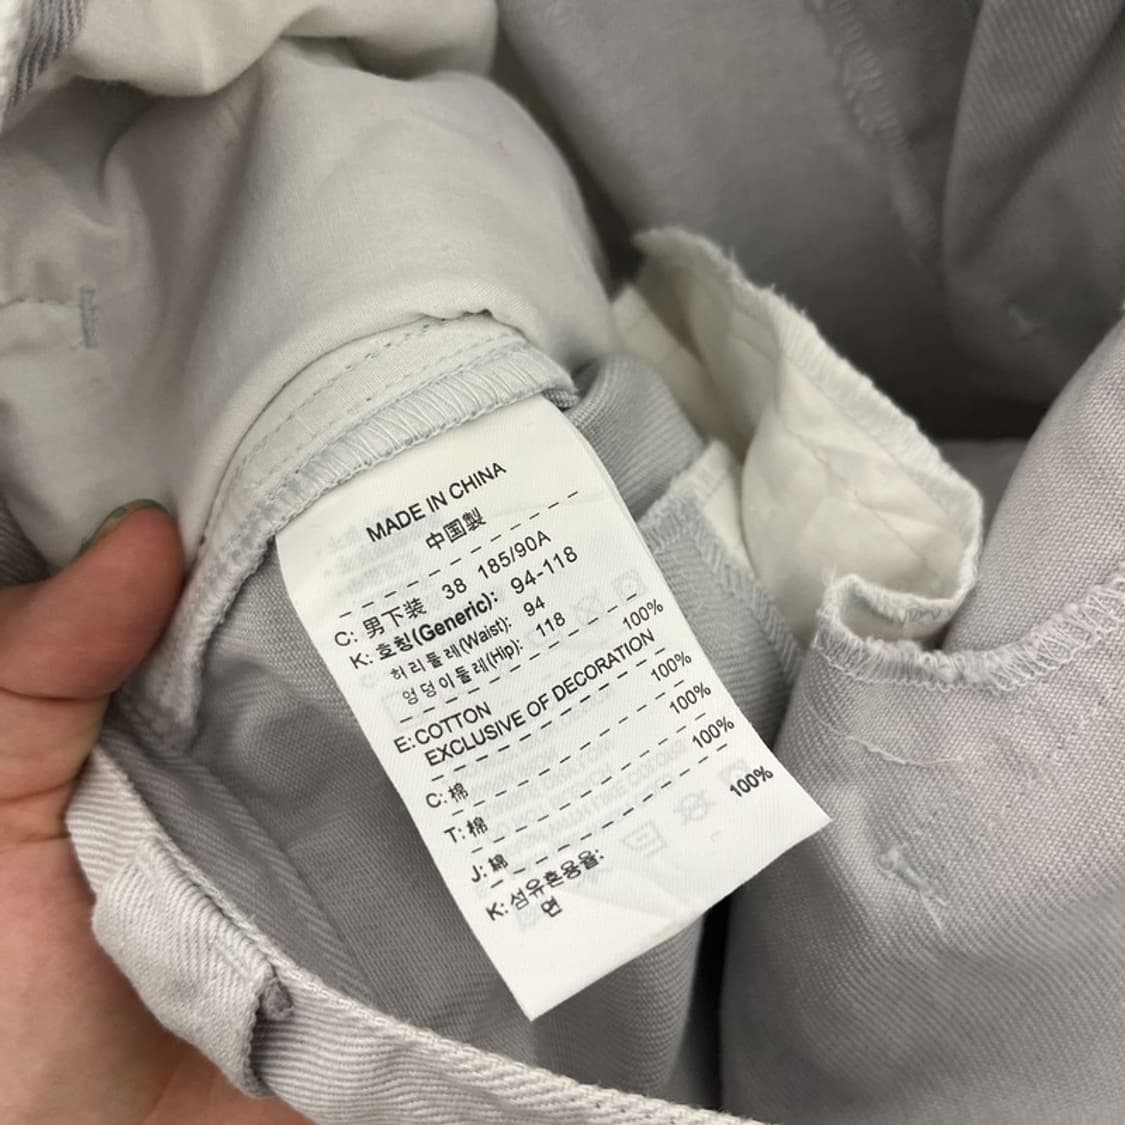 MADE IN CHINA
中国製
C: 男下装 38 185/90A
K: 호칭(Generic): 94-118
허리둘레(Waist): 94
엉덩이둘레(Hip): 118
E:COTTON 100%
EXCLUSIVE OF DECORATION
C: 棉 100%
T: 棉 100%
J: 綿 100%
K: 섬유혼용율:
면 100%